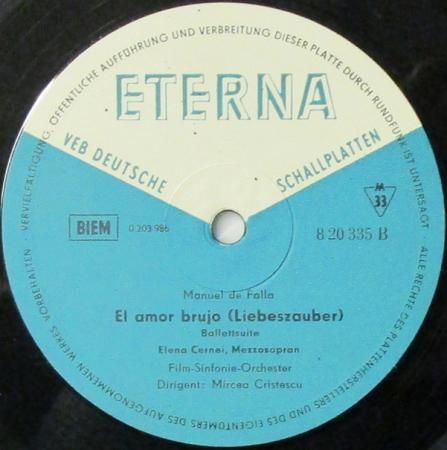 VERVIELFÄLTIGUNG, ÖFFENTLICHE AUFFÜHRUNG UND VERBREITUNG DIESER PLATTE DURCH RUNDFUNK IST UNTERSAGT · ALLE RECHTE DES PLATTENHERSTELLERS UND DES EIGENTÜMERS DES AUFGENOMMENEN WERKES VORBEHALTEN ·
ETERNA
VEB DEUTSCHE SCHALLPLATTEN
M
33
BIEM 0 203 986
8 20 335 B
Manuel de Falla
El amor brujo (Liebeszauber)
Ballettsuite
Elena Cernei, Mezzosopran
Film-Sinfonie-Orchester
Dirigent: Mircea Cristescu